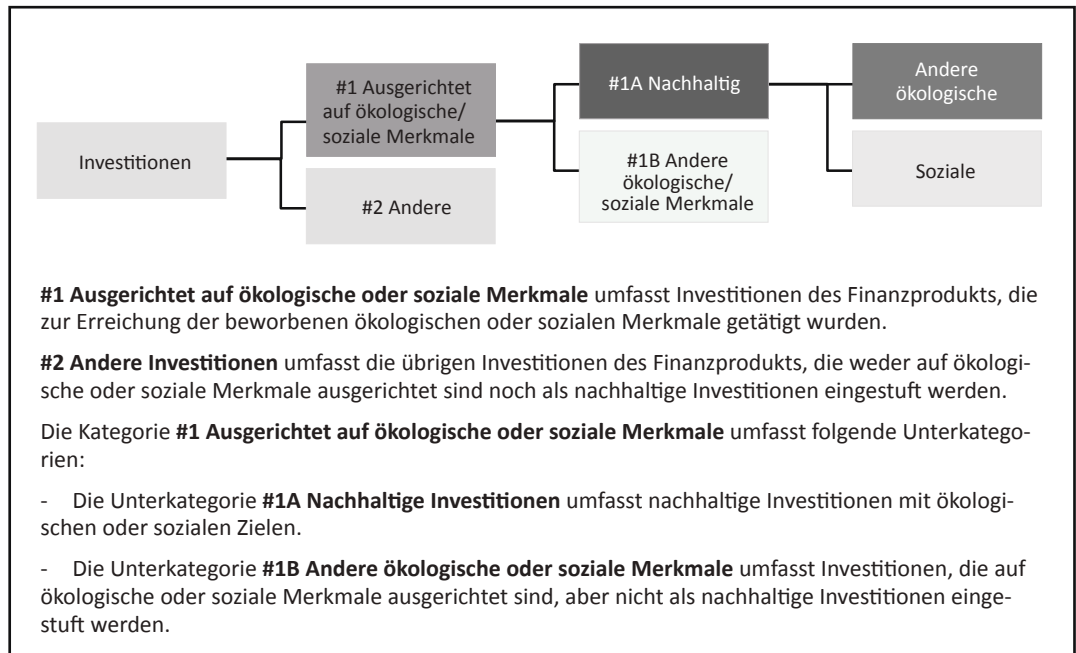 Investitionen
#1 Ausgerichtet
auf ökologische/
soziale Merkmale
#2 Andere
#1A Nachhaltig
#1B Andere
ökologische/
soziale Merkmale
Andere
ökologische
Soziale
#1 Ausgerichtet auf ökologische oder soziale Merkmale umfasst Investitionen des Finanzprodukts, die
zur Erreichung der beworbenen ökologischen oder sozialen Merkmale getätigt wurden.
#2 Andere Investitionen umfasst die übrigen Investitionen des Finanzprodukts, die weder auf ökologi-
sche oder soziale Merkmale ausgerichtet sind noch als nachhaltige Investitionen eingestuft werden.
Die Kategorie #1 Ausgerichtet auf ökologische oder soziale Merkmale umfasst folgende Unterkatego-
rien:
- Die Unterkategorie #1A Nachhaltige Investitionen umfasst nachhaltige Investitionen mit ökologi-
schen oder sozialen Zielen.
- Die Unterkategorie #1B Andere ökologische oder soziale Merkmale umfasst Investitionen, die auf
ökologische oder soziale Merkmale ausgerichtet sind, aber nicht als nachhaltige Investitionen einge-
stuft werden.